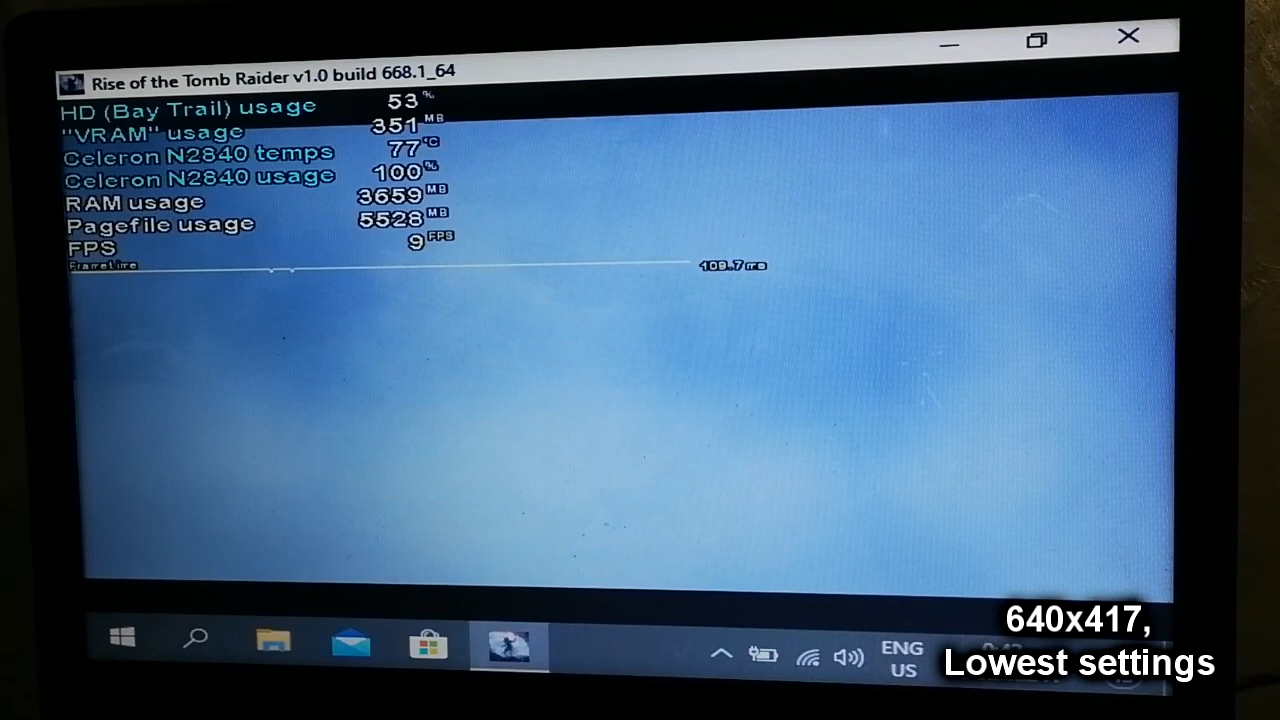 Rise of the Tomb Raider v1.0 build 668.1_64
HD (Bay Trail) usage 53 %
"VRAM" usage 351 MB
Celeron N2840 temps 77 °C
Celeron N2840 usage 100 %
RAM usage 3659 MB
Pagefile usage 5528 MB
FPS 9 FPS
Frametime 109.7 ms
ENG
US
640x417,
Lowest settings